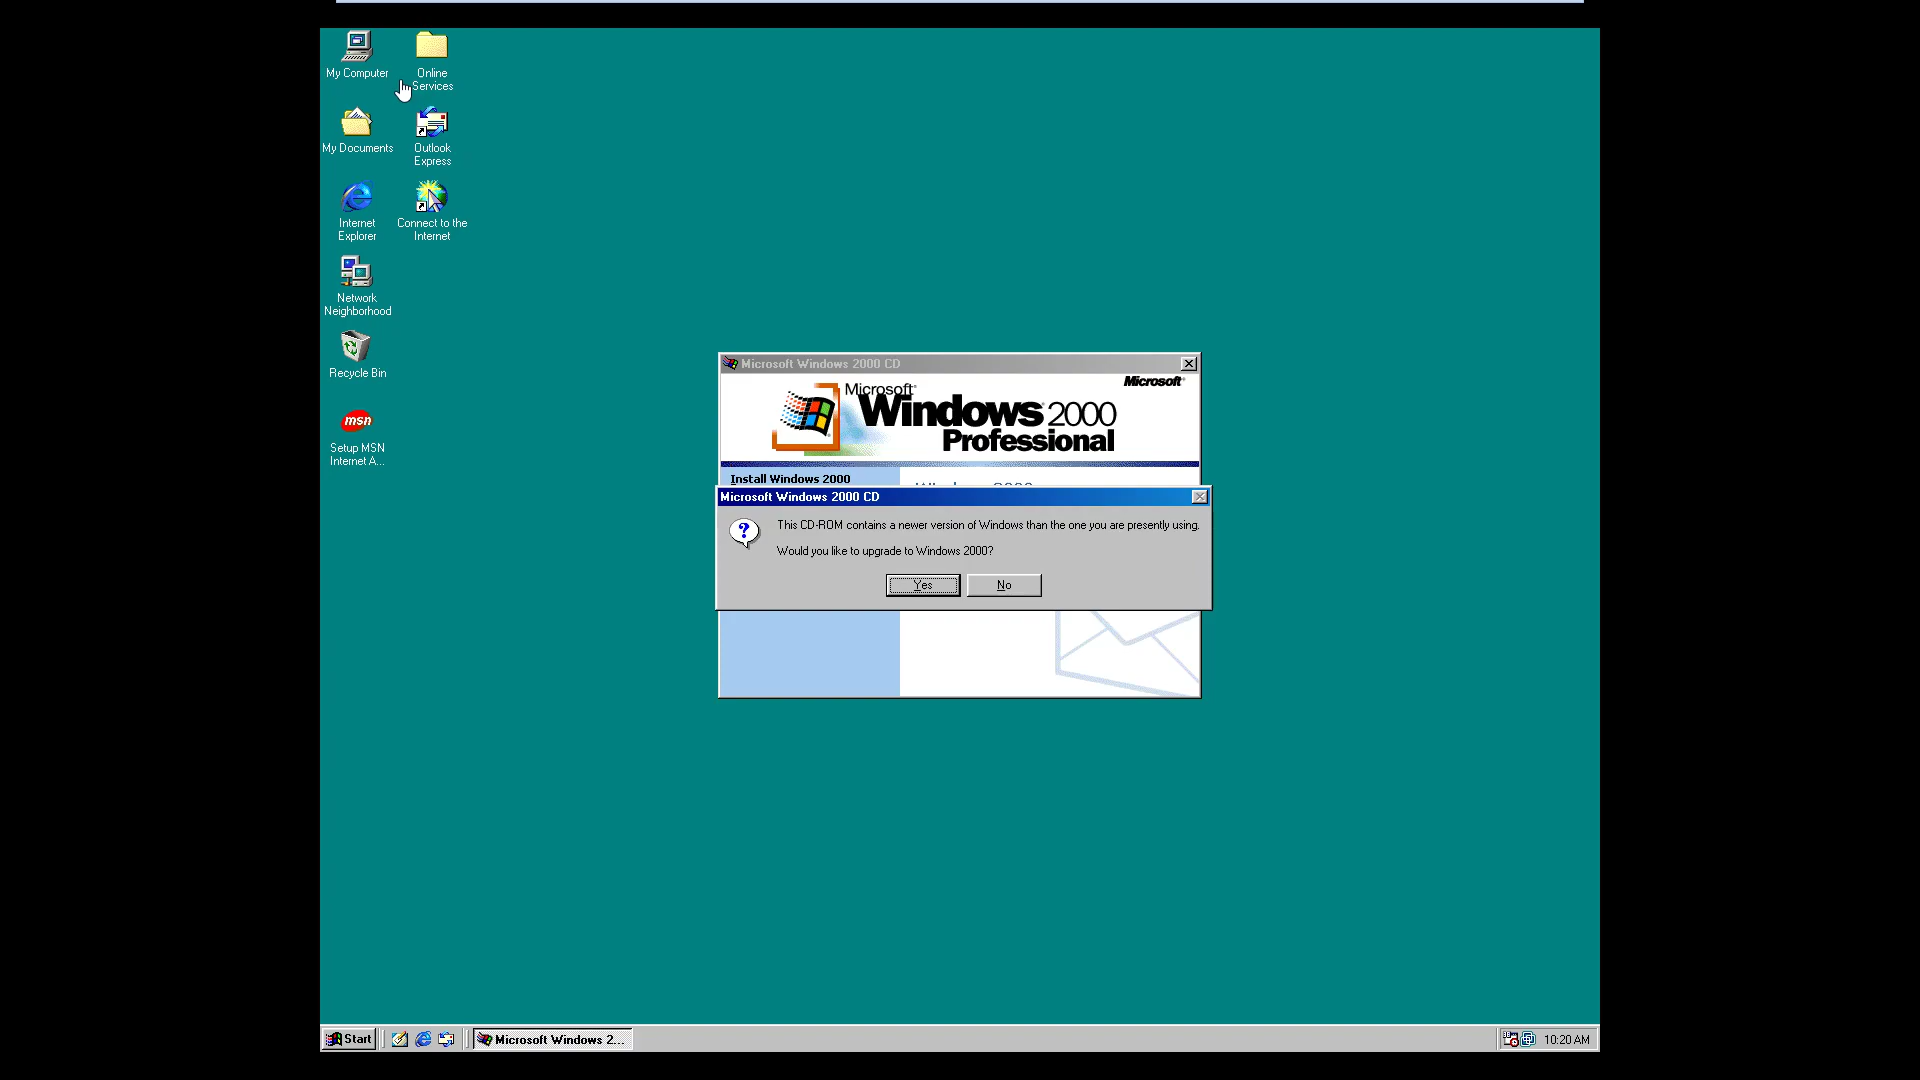 My Computer
Online
Services
My Documents
Outlook
Express
Internet
Explorer
Connect to the
Internet
Network
Neighborhood
Recycle Bin
msn
Setup MSN
Internet A...
Microsoft Windows 2000 CD
Microsoft
Microsoft
Windows 2000
Professional
Install Windows 2000
Microsoft Windows 2000 CD
This CD-ROM contains a newer version of Windows than the one you are presently using.
Would you like to upgrade to Windows 2000?
Yes
No
Start
Microsoft Windows 2...
10:20 AM